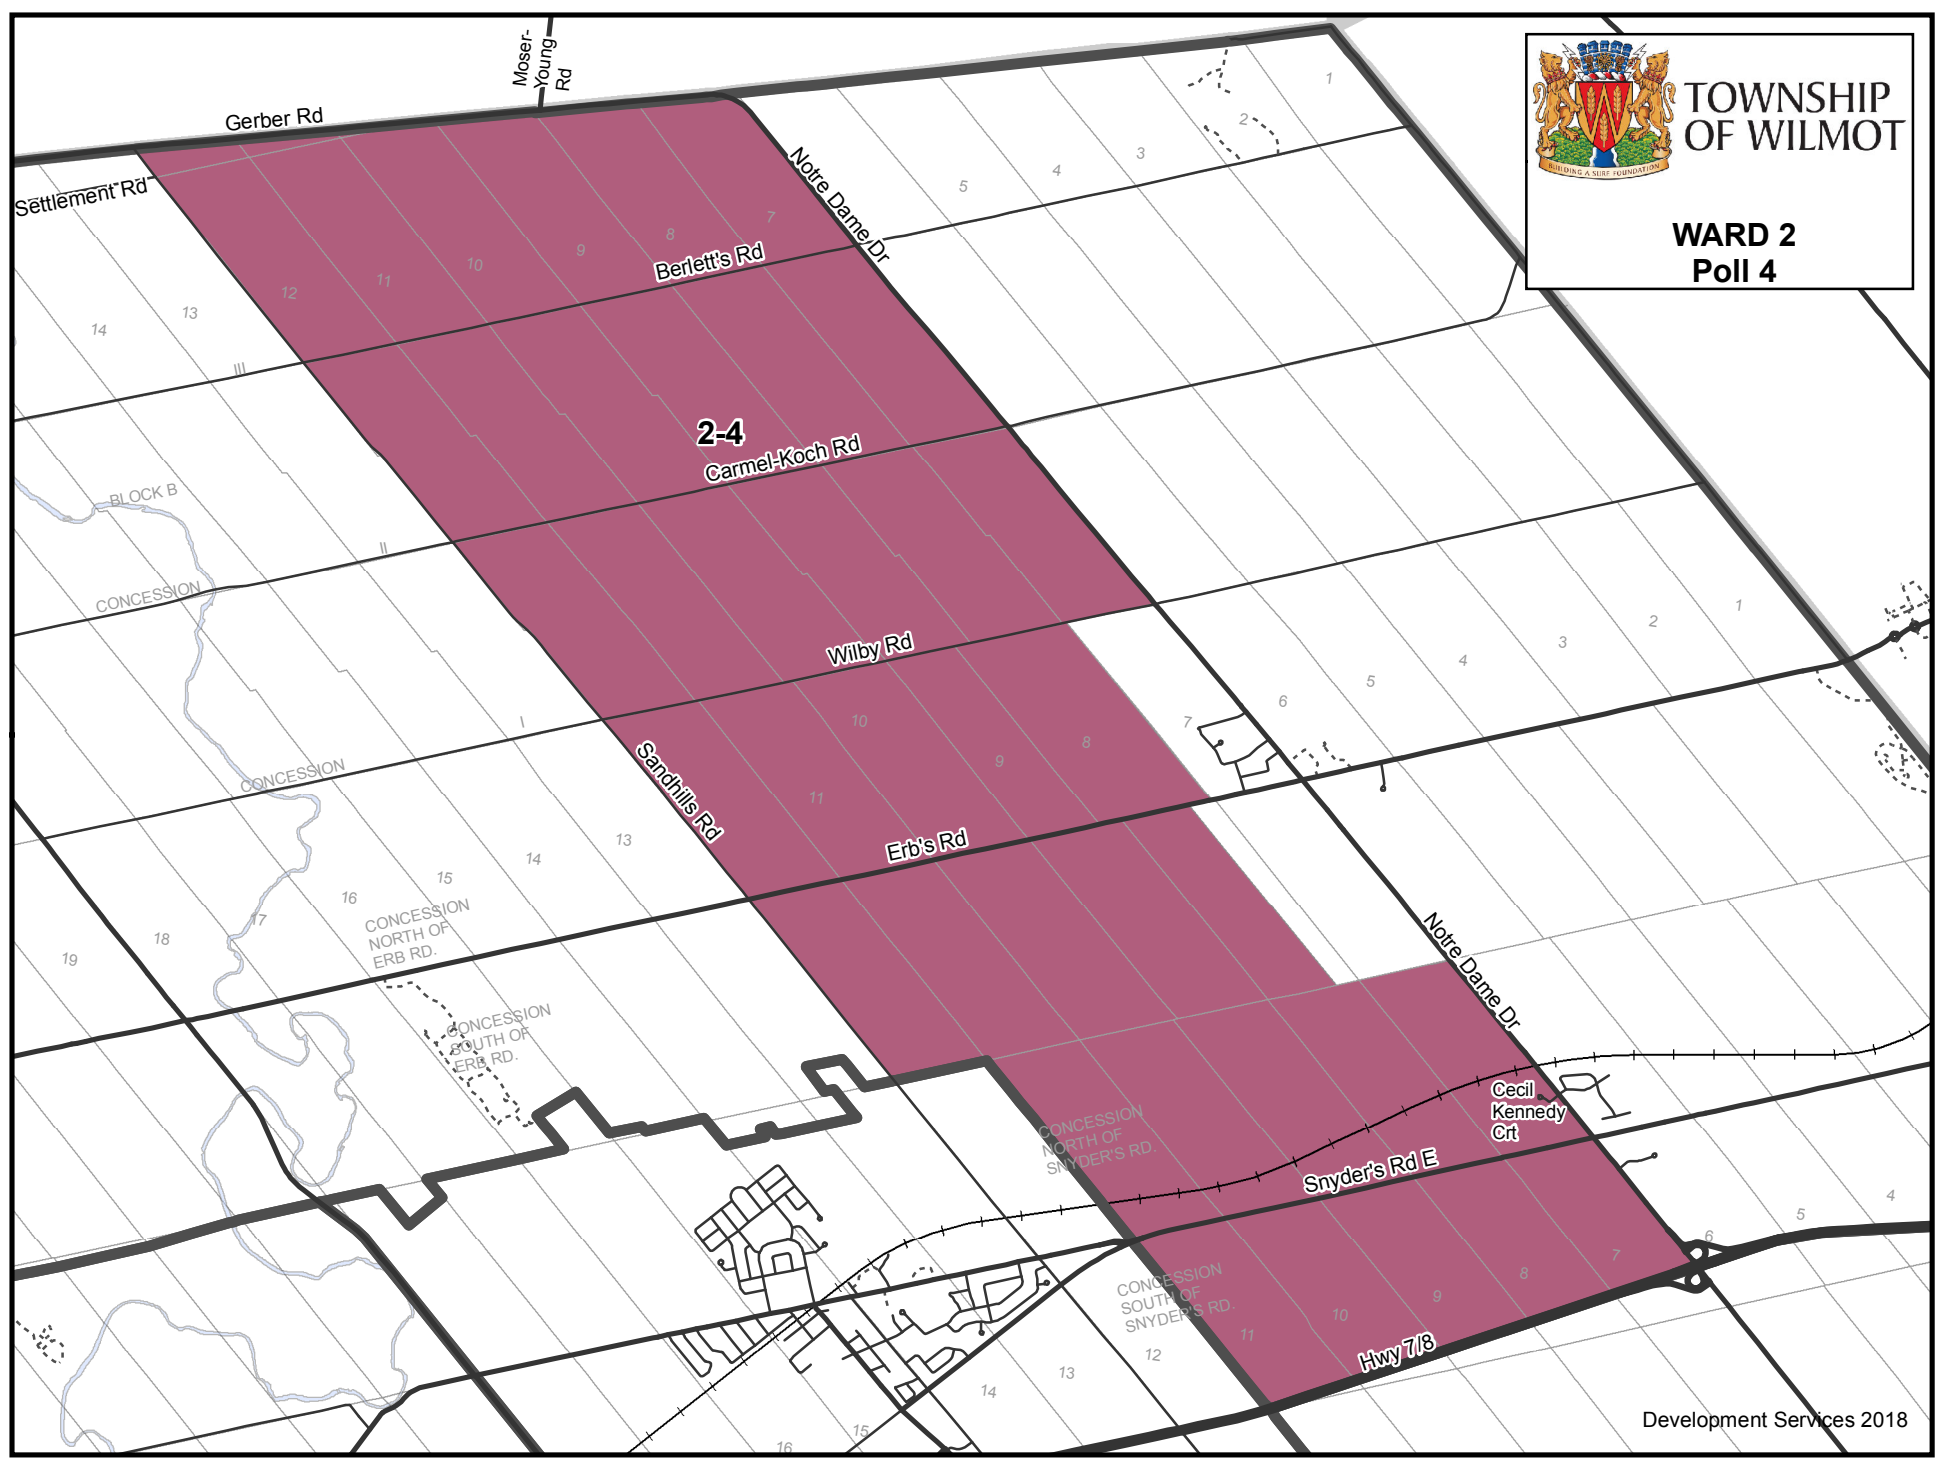 Moser-
Young
Rd
Gerber Rd
Settlement Rd
Notre Dame Dr
Berlett's Rd
TOWNSHIP
OF WILMOT
BUILDING A SURE FOUNDATION
WARD 2
Poll 4
1
2
3
4
5
7
8
9
10
11
12
13
14
III
2-4
Carmel-Koch Rd
BLOCK B
II
CONCESSION
Wilby Rd
1
2
3
4
5
6
7
8
9
10
11
I
CONCESSION
Sandhills Rd
Erb's Rd
13
14
15
16
17
18
19
CONCESSION
NORTH OF
ERB RD.
CONCESSION
SOUTH OF
ERB RD.
Notre Dame Dr
Cecil
Kennedy
Crt
CONCESSION
NORTH OF
SNYDER'S RD.
Snyder's Rd E
4
5
6
7
8
9
10
11
12
13
14
15
16
CONCESSION
SOUTH OF
SNYDER'S RD.
Hwy 7/8
Development Services 2018